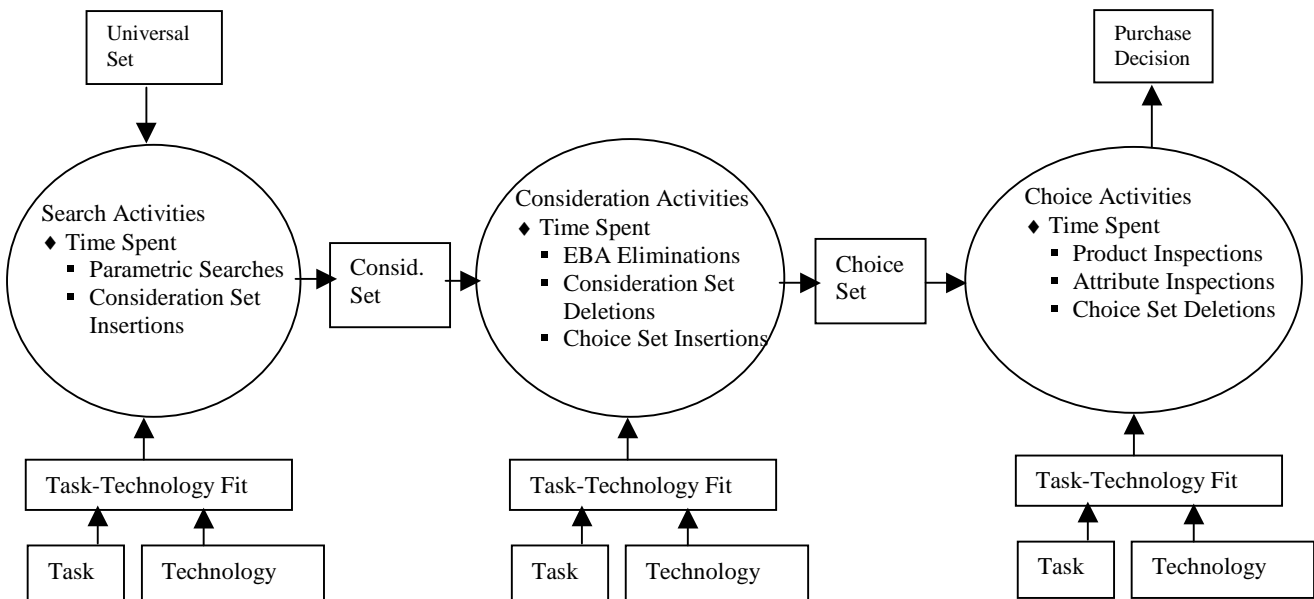 Universal
Set
Purchase
Decision
Search Activities
♦ Time Spent
▪ Parametric Searches
▪ Consideration Set
Insertions
Consid.
Set
Consideration Activities
♦ Time Spent
▪ EBA Eliminations
▪ Consideration Set
Deletions
▪ Choice Set Insertions
Choice
Set
Choice Activities
♦ Time Spent
▪ Product Inspections
▪ Attribute Inspections
▪ Choice Set Deletions
Task-Technology Fit
Task
Technology
Task-Technology Fit
Task
Technology
Task-Technology Fit
Task
Technology